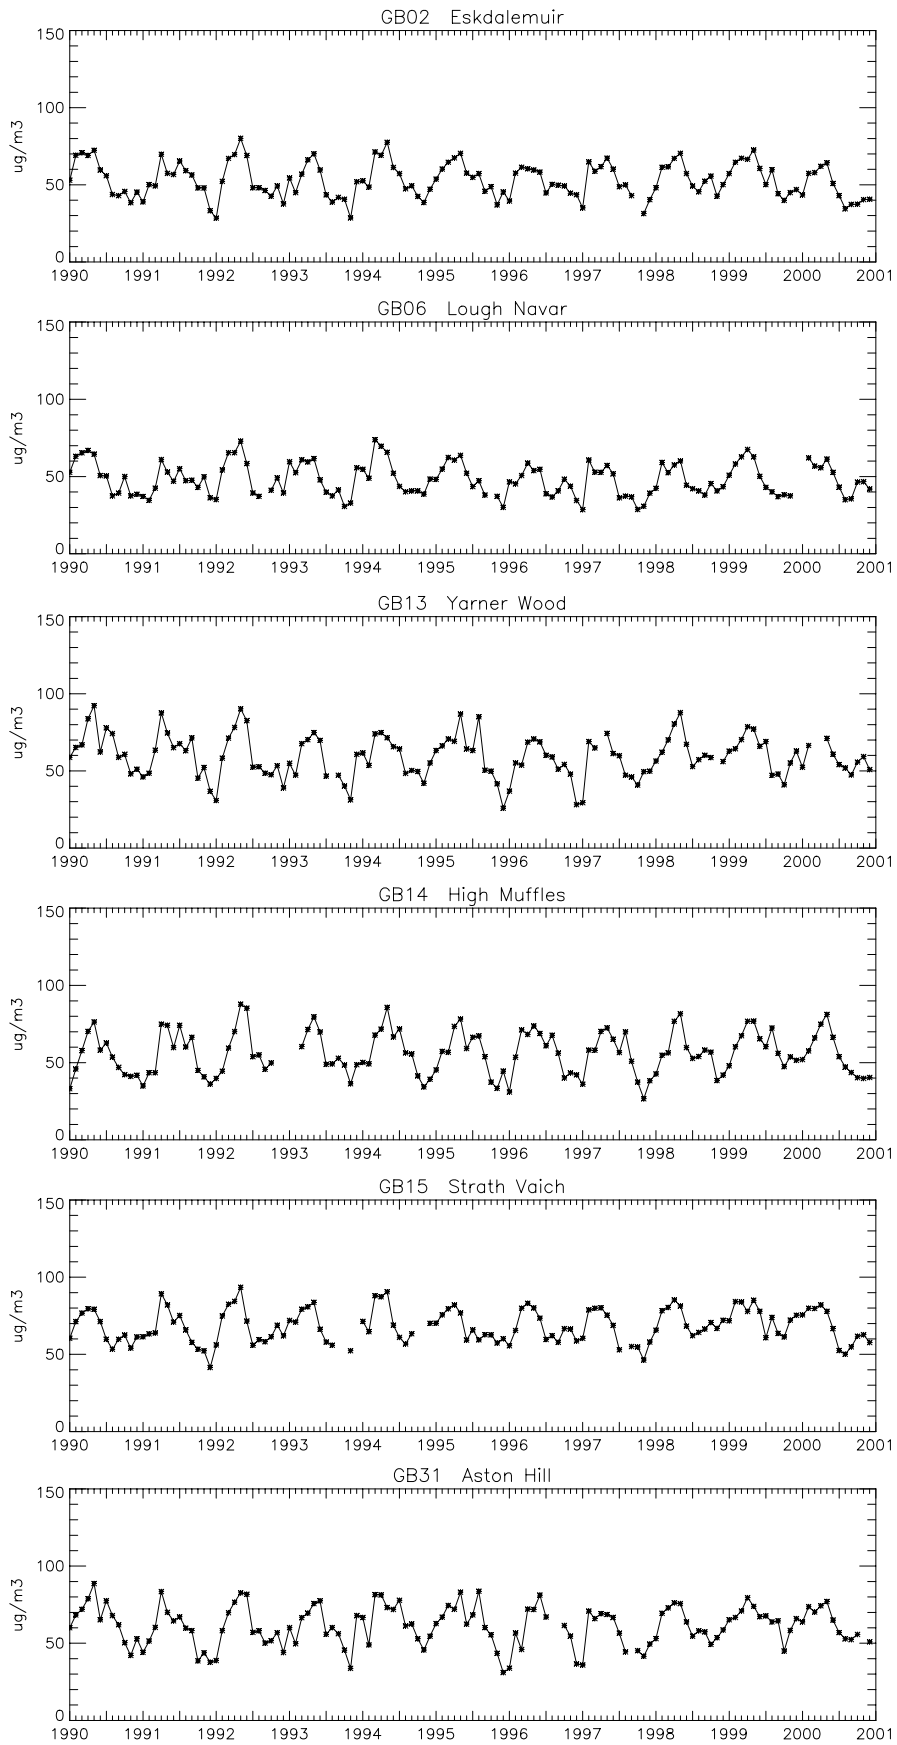 GB02 Eskdalemuir
150
100
50
0
ug/m3
1990 1991 1992 1993 1994 1995 1996 1997 1998 1999 2000 2001
GB06 Lough Navar
150
100
50
0
ug/m3
1990 1991 1992 1993 1994 1995 1996 1997 1998 1999 2000 2001
GB13 Yarner Wood
150
100
50
0
ug/m3
1990 1991 1992 1993 1994 1995 1996 1997 1998 1999 2000 2001
GB14 High Muffles
150
100
50
0
ug/m3
1990 1991 1992 1993 1994 1995 1996 1997 1998 1999 2000 2001
GB15 Strath Vaich
150
100
50
0
ug/m3
1990 1991 1992 1993 1994 1995 1996 1997 1998 1999 2000 2001
GB31 Aston Hill
150
100
50
0
ug/m3
1990 1991 1992 1993 1994 1995 1996 1997 1998 1999 2000 2001